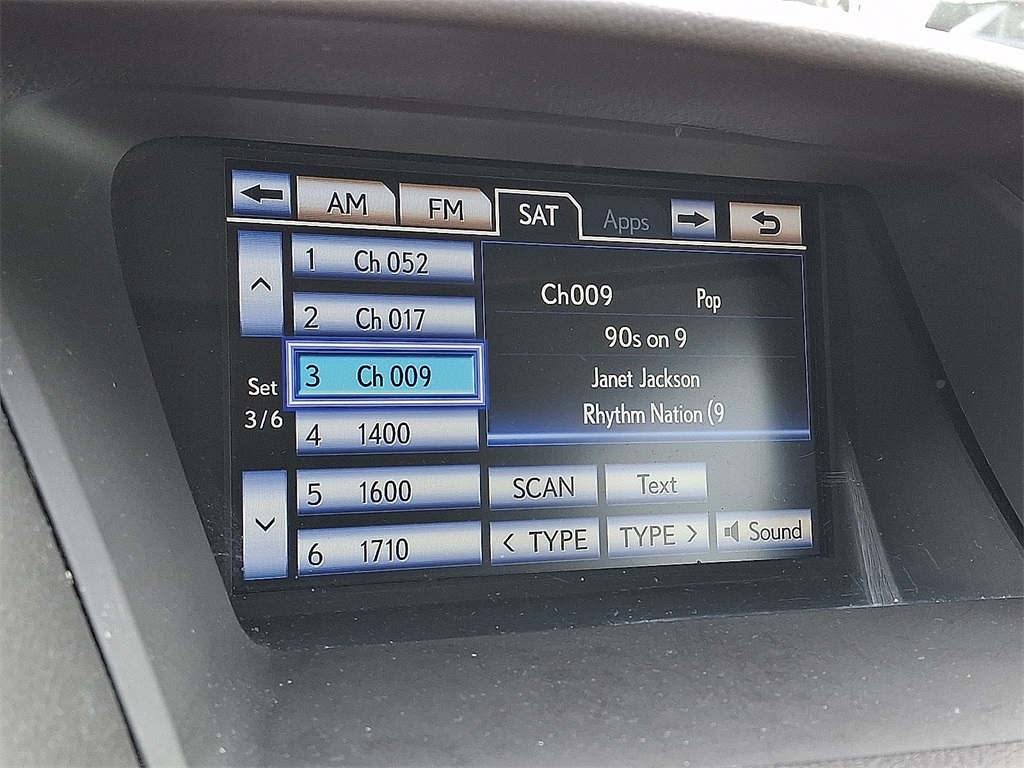 AM FM SAT Apps
1 Ch 052
2 Ch 017
3 Ch 009
4 1400
5 1600
6 1710
Set
3/6
Ch009 Pop
90s on 9
Janet Jackson
Rhythm Nation (9
SCAN Text
< TYPE TYPE > Sound